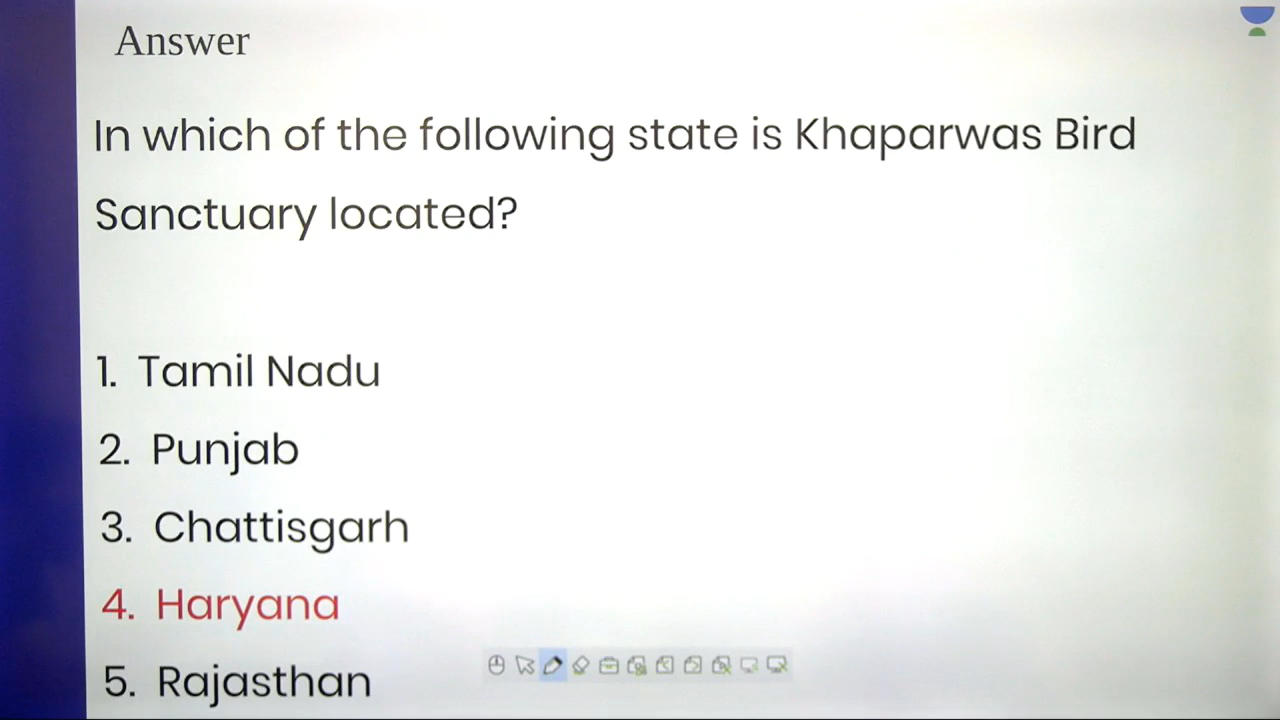 Answer
In which of the following state is Khaparwas Bird
Sanctuary located?
1. Tamil Nadu
2. Punjab
3. Chattisgarh
4. Haryana
5. Rajasthan